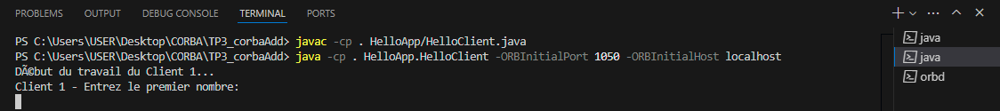 PROBLEMS OUTPUT DEBUG CONSOLE TERMINAL PORTS
PS C:\Users\USER\Desktop\CORBA\TP3_corbaAdd> javac -cp . HelloApp/HelloClient.java
PS C:\Users\USER\Desktop\CORBA\TP3_corbaAdd> java -cp . HelloApp.HelloClient -ORBInitialPort 1050 -ORBInitialHost localhost
DÃ©but du travail du Client 1...
Client 1 - Entrez le premier nombre:
java
java
orbd